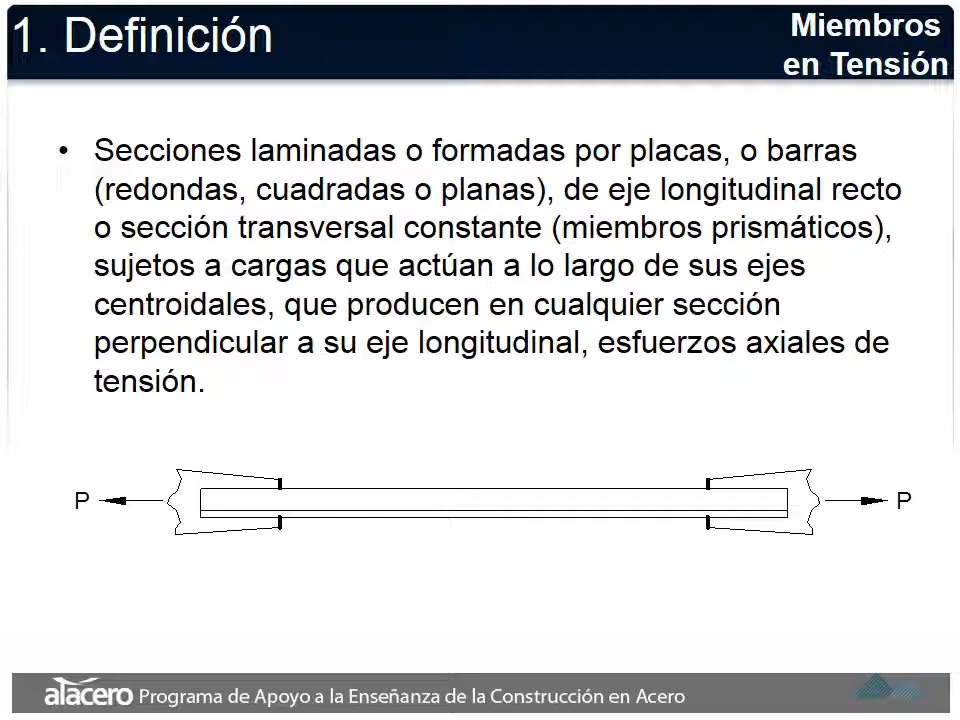 1. Definición
Miembros
en Tensión
• Secciones laminadas o formadas por placas, o barras
(redondas, cuadradas o planas), de eje longitudinal recto
o sección transversal constante (miembros prismáticos),
sujetos a cargas que actúan a lo largo de sus ejes
centroidales, que producen en cualquier sección
perpendicular a su eje longitudinal, esfuerzos axiales de
tensión.
P
P
alacero Programa de Apoyo a la Enseñanza de la Construcción en Acero